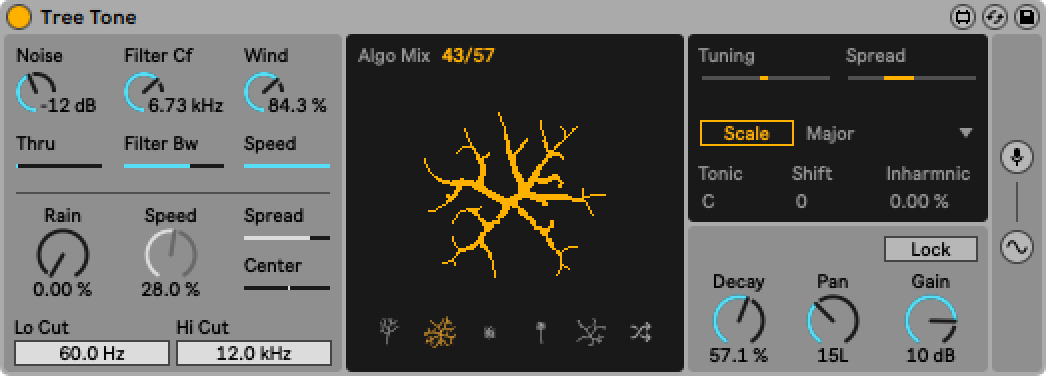 Tree Tone
Noise Filter Cf Wind
-12 dB 6.73 kHz 84.3 %
Thru Filter Bw Speed
Rain Speed Spread
Center
0.00 % 28.0 %
Lo Cut Hi Cut
60.0 Hz 12.0 kHz
Algo Mix 43/57
Tuning Spread
Scale Major
Tonic Shift Inharmnic
C 0 0.00 %
Lock
Decay Pan Gain
57.1 % 15L 10 dB